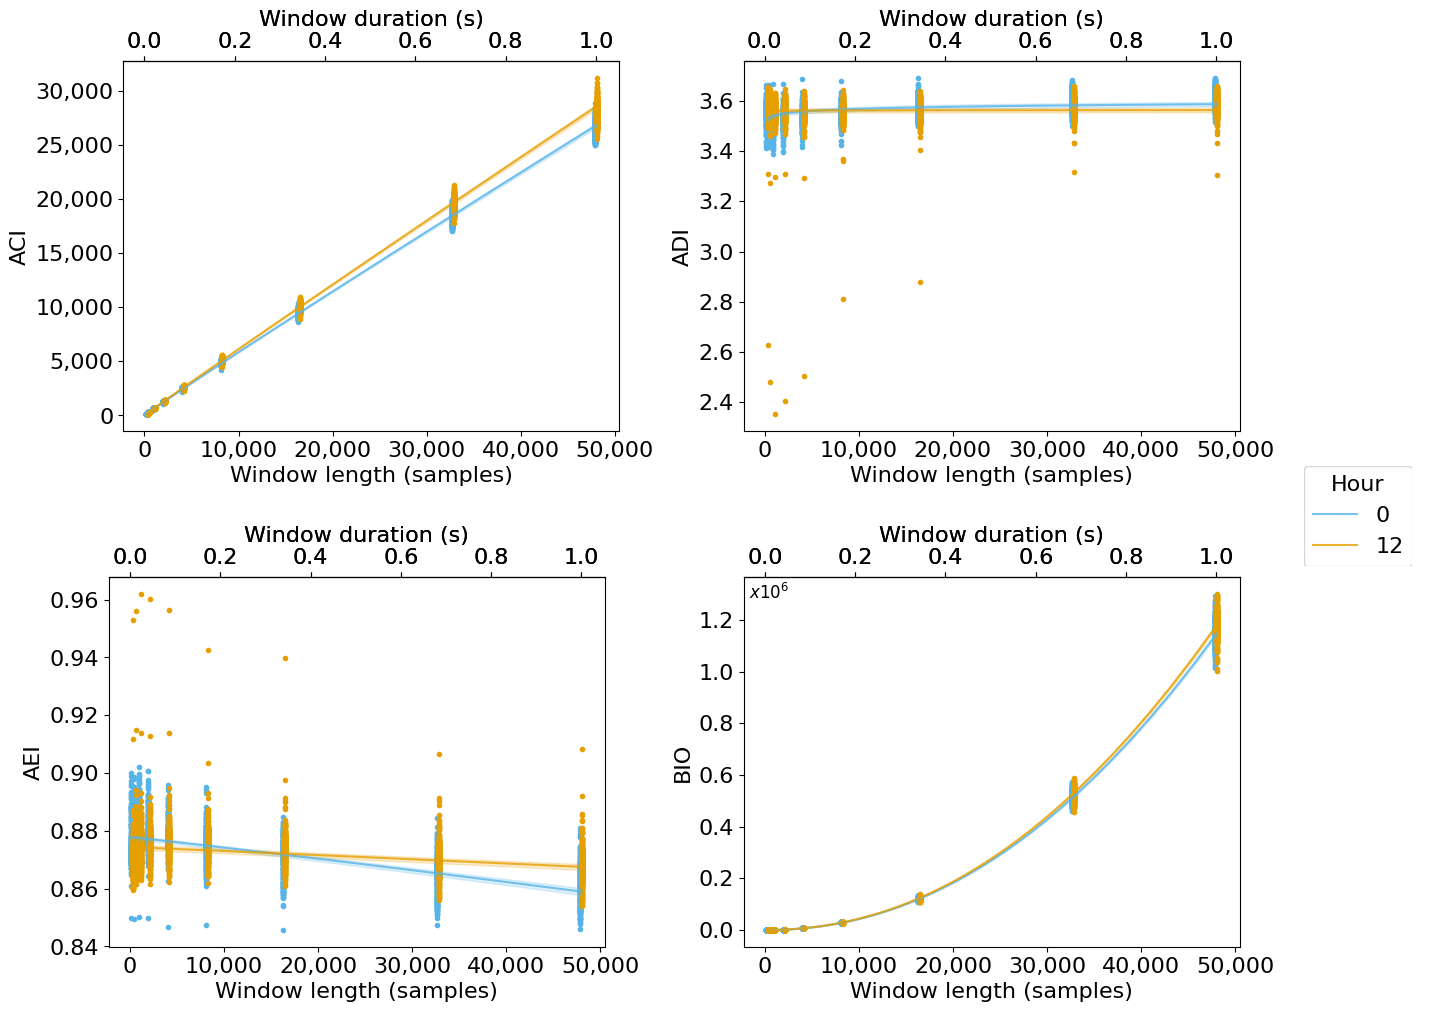 Window duration (s)
0.0 0.2 0.4 0.6 0.8 1.0
ACI
30,000
25,000
20,000
15,000
10,000
5,000
0
0 10,000 20,000 30,000 40,000 50,000
Window length (samples)
Window duration (s)
0.0 0.2 0.4 0.6 0.8 1.0
ADI
3.6
3.4
3.2
3.0
2.8
2.6
2.4
0 10,000 20,000 30,000 40,000 50,000
Window length (samples)
Hour
0
12
Window duration (s)
0.0 0.2 0.4 0.6 0.8 1.0
AEI
0.96
0.94
0.92
0.90
0.88
0.86
0.84
0 10,000 20,000 30,000 40,000 50,000
Window length (samples)
Window duration (s)
0.0 0.2 0.4 0.6 0.8 1.0
x10⁶
BIO
1.2
1.0
0.8
0.6
0.4
0.2
0.0
0 10,000 20,000 30,000 40,000 50,000
Window length (samples)